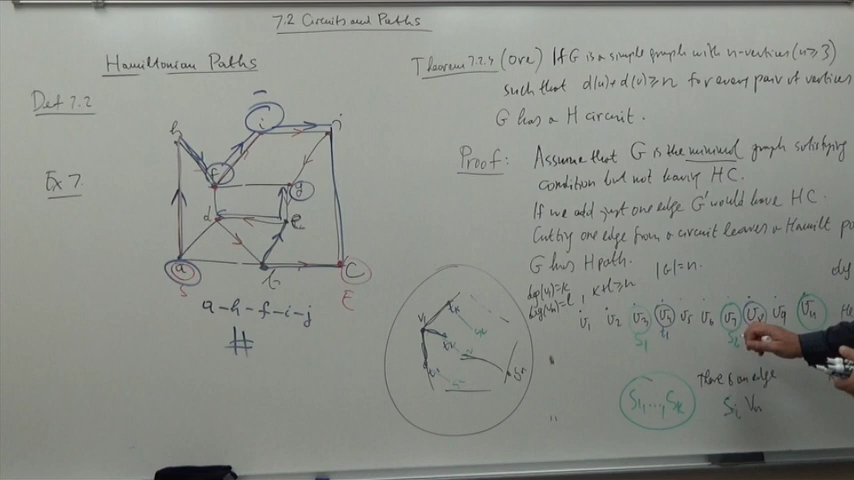 7.2 Circuits and Paths
Hamiltonian Paths
Def 7.2
Ex 7.
h
i
j
f
g
d
e
a
b
c
S
E
a-h-f-i-j
#
Theorem 7.2.3 (Ore) If G is a simple graph with n-vertices (n≥3)
such that d(u)+d(v)≥n for every pair of vertices
G has a H circuit.
Proof: Assume that G is the minimal graph satisfying
condition but not having HC.
If we add just one edge G' would have HC.
Cutting one edge from a circuit leaves a Hamilt
G has H path. |G|=n.
deg(v1)=k
deg(vn)=l, k+l≥n
v1 v2 v3 v5 v6 v7 v8 v9 vn
S1
S1,...,Sk
there is an edge
Si Vn